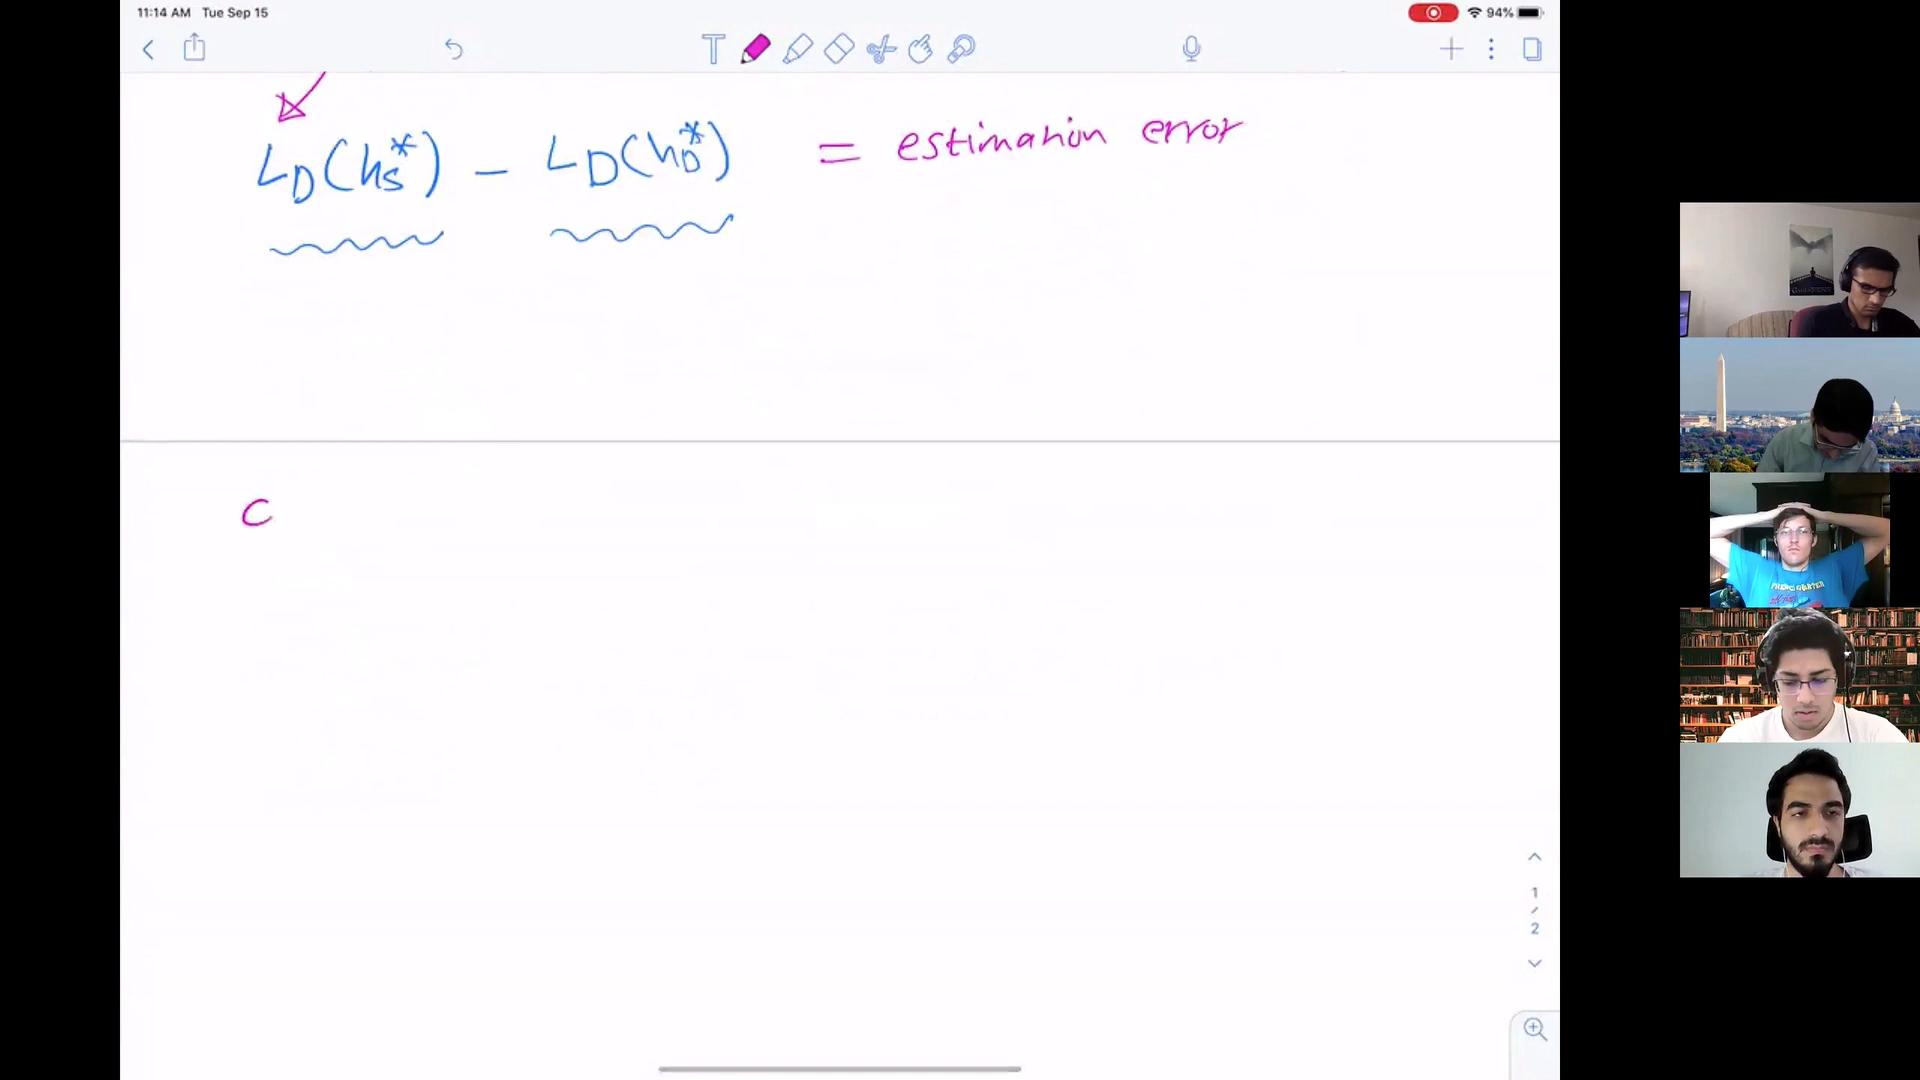 11:14 AM Tue Sep 15
94%
L_D(h_S^*) - L_D(h_D^*) = estimation error
C
1
2